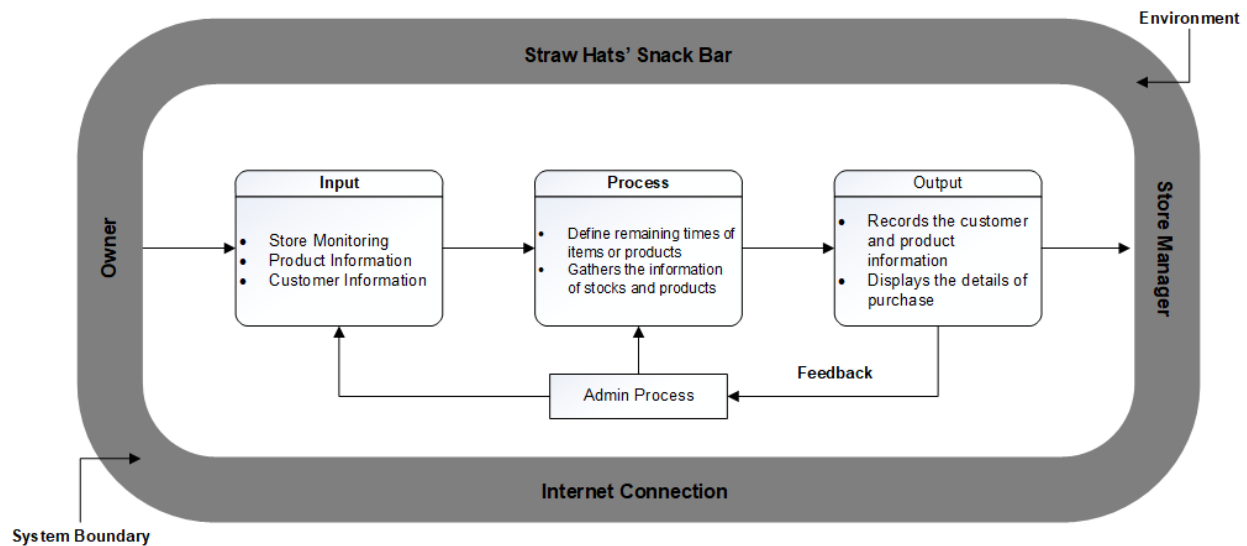 Environment
Straw Hats’ Snack Bar
Owner
Input
• Store Monitoring
• Product Information
• Customer Information
Process
• Define remaining times of
items or products
• Gathers the information
of stocks and products
Output
• Records the customer
and product
information
• Displays the details of
purchase
Store Manager
Feedback
Admin Process
Internet Connection
System Boundary